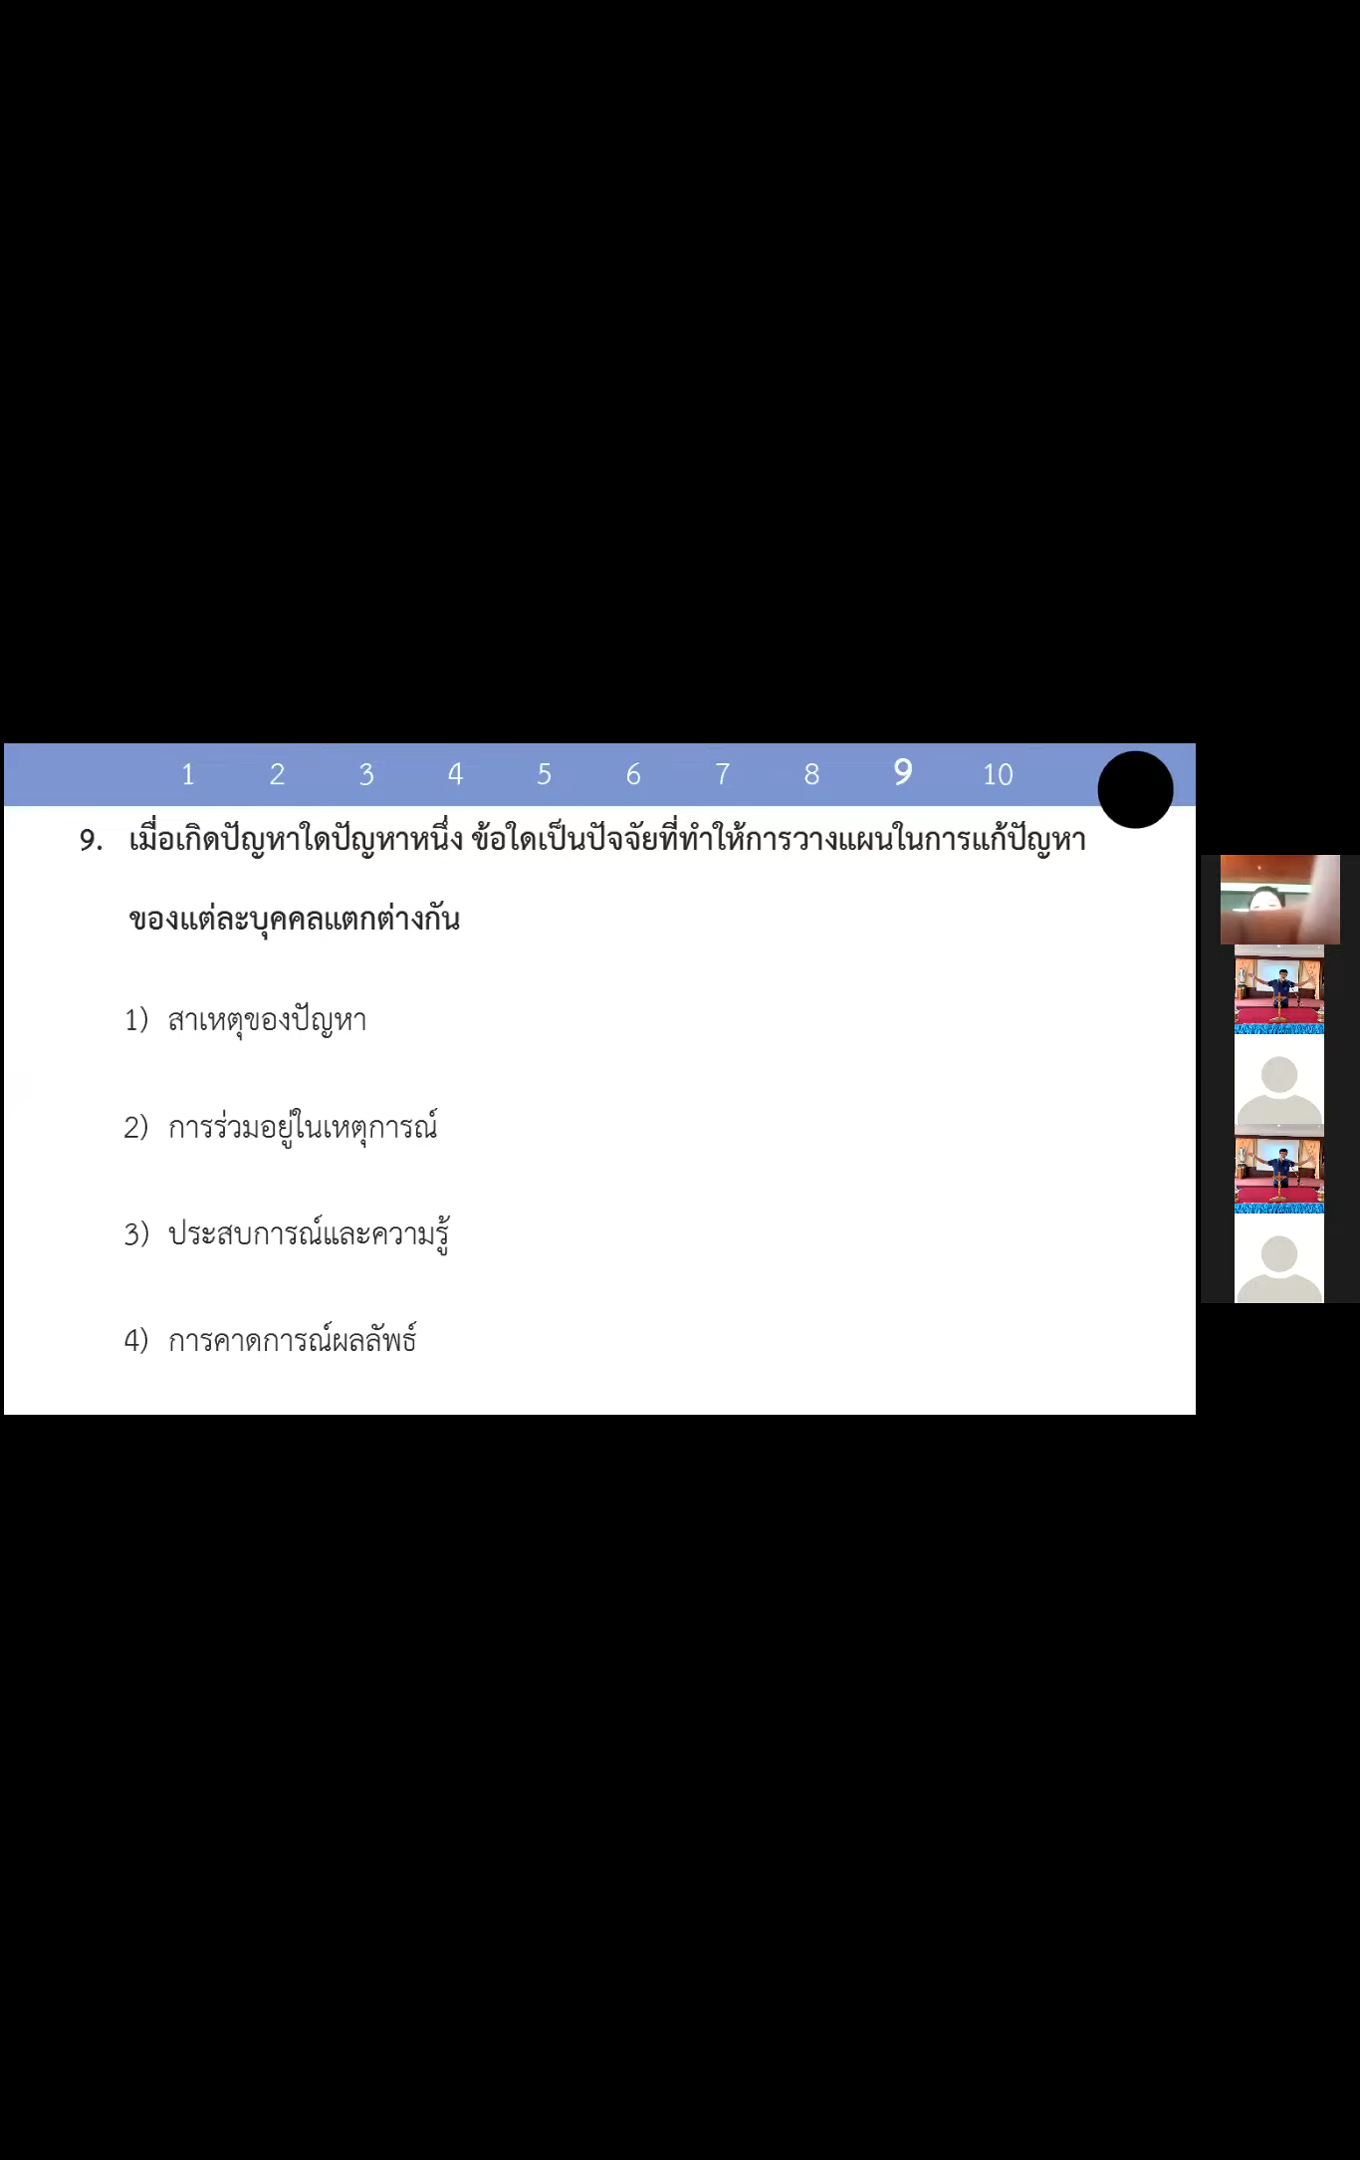 1 2 3 4 5 6 7 8 9 10
9. เมื่อเกิดปัญหาใดปัญหาหนึ่ง ข้อใดเป็นปัจจัยที่ทำให้การวางแผนในการแก้ปัญหา
ของแต่ละบุคคลแตกต่างกัน
1) สาเหตุของปัญหา
2) การร่วมอยู่ในเหตุการณ์
3) ประสบการณ์และความรู้
4) การคาดการณ์ผลลัพธ์